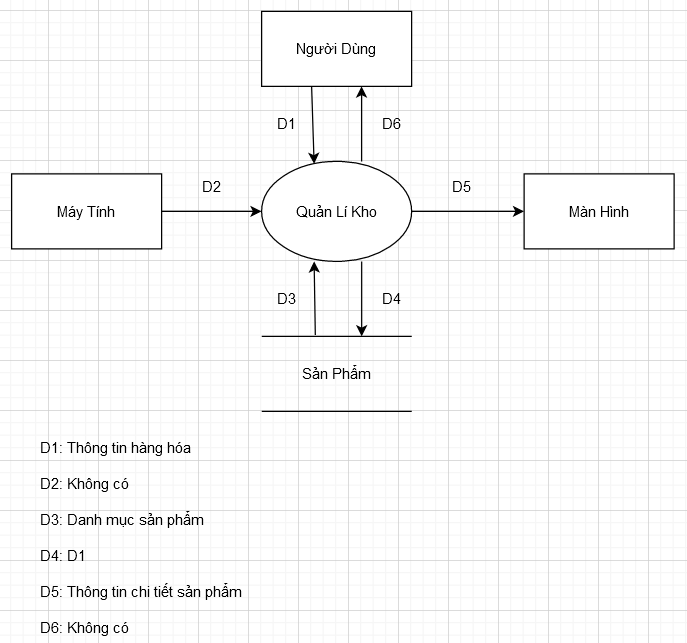 Người Dùng
D1
D6
Máy Tính
D2
Quản Lí Kho
D5
Màn Hình
D3
D4
Sản Phẩm
D1: Thông tin hàng hóa
D2: Không có
D3: Danh mục sản phẩm
D4: D1
D5: Thông tin chi tiết sản phẩm
D6: Không có